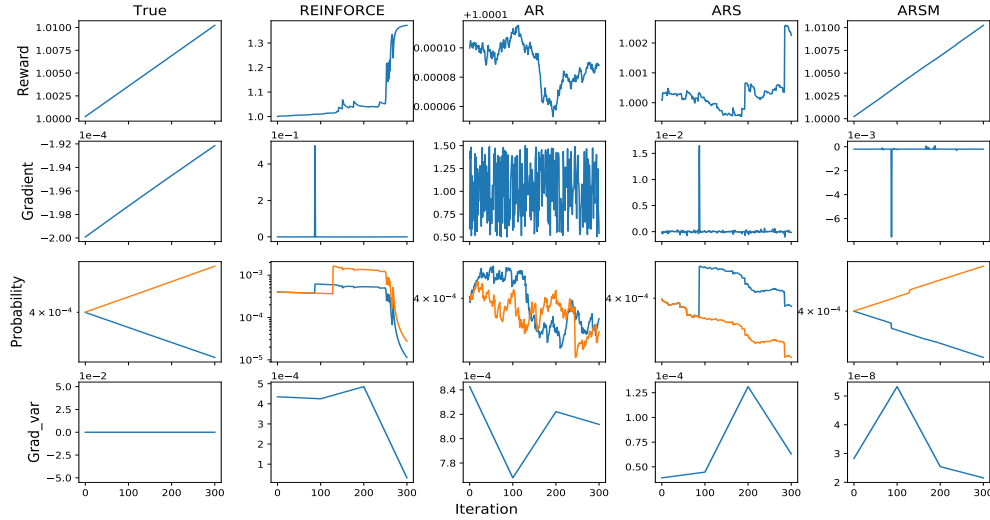 True REINFORCE AR ARS ARSM
+1.0001
Reward
1.0100 1.0075 1.0050 1.0025 1.0000
1.3 1.2 1.1 1.0
0.00010 0.00008 0.00006
1.002 1.001 1.000
1.0100 1.0075 1.0050 1.0025 1.0000
1e−4 1e−1 1e−2 1e−3
Gradient
−1.92 −1.94 −1.96 −1.98 −2.00
4 2 0
1.50 1.25 1.00 0.75 0.50
1.5 1.0 0.5 0.0
0 −2 −4 −6
Probability
4 × 10−4
10−3 10−4 10−5
4 × 10−4
4 × 10−4
4 × 10−4
1e−2 1e−4 1e−4 1e−4 1e−8
Grad_var
5.0 2.5 0.0 −2.5 −5.0
5 4 3 2 1
8.4 8.2 8.0 7.8
1.25 1.00 0.75 0.50
5 4 3 2
0 100 200 300 0 100 200 300 0 100 200 300 0 100 200 300 0 100 200 300
Iteration